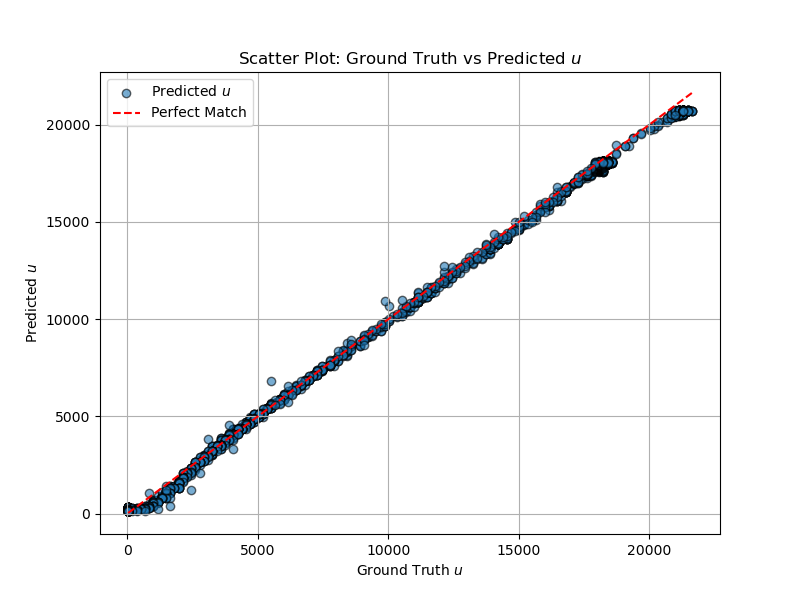 Scatter Plot: Ground Truth vs Predicted u
Predicted u
Perfect Match
20000
15000
10000
5000
0
Predicted u
0 5000 10000 15000 20000
Ground Truth u